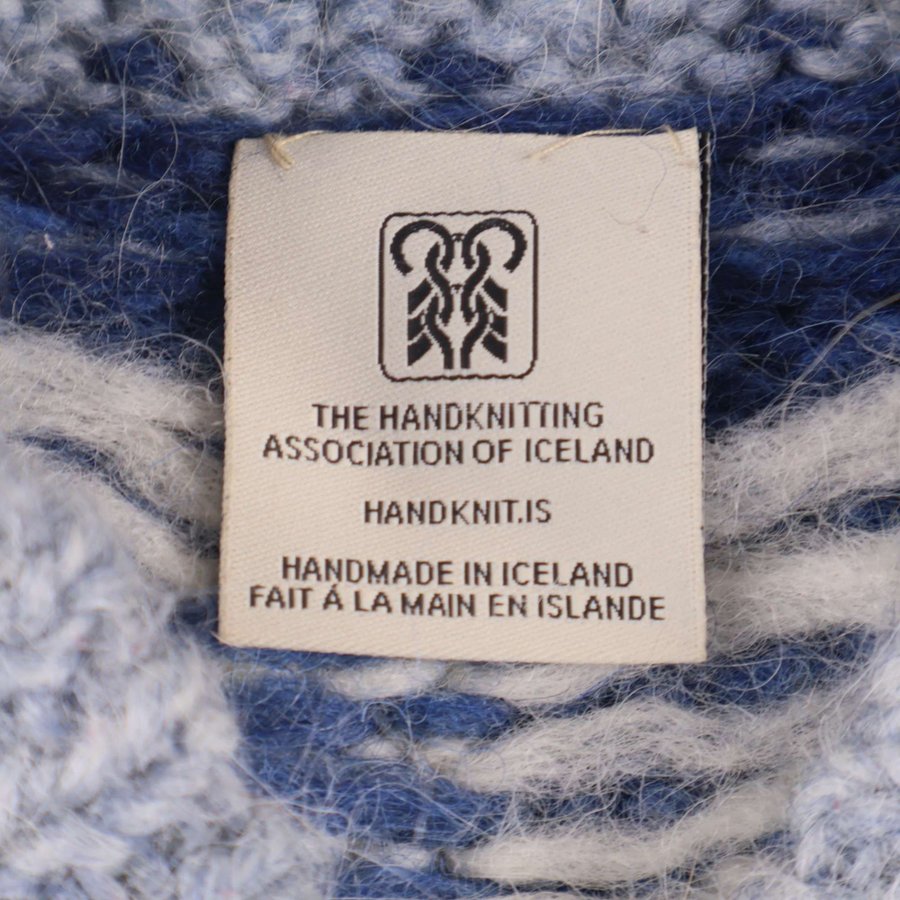 THE HANDKNITTING
ASSOCIATION OF ICELAND
HANDKNIT.IS
HANDMADE IN ICELAND
FAIT Á LA MAIN EN ISLANDE